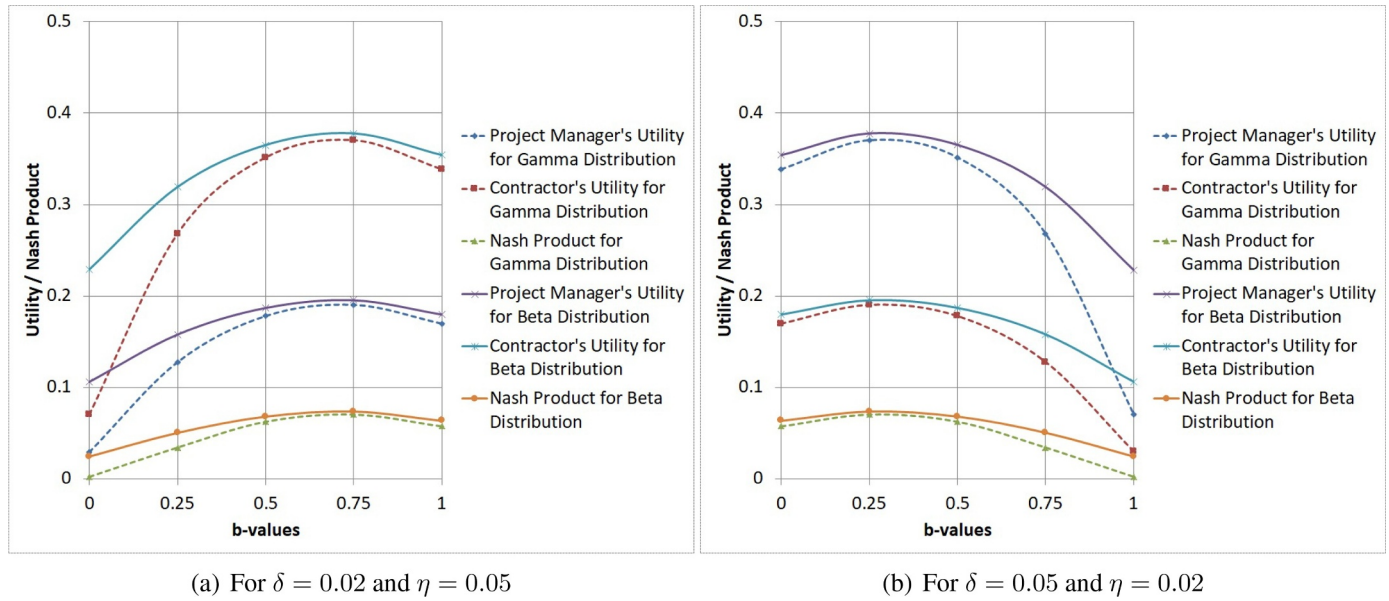 0.5
0.4
0.3
0.2
0.1
0
Utility / Nash Product
0 0.25 0.5 0.75 1
b-values
Project Manager's Utility
for Gamma Distribution
Contractor's Utility for
Gamma Distribution
Nash Product for
Gamma Distribution
Project Manager's Utility
for Beta Distribution
Contractor's Utility for
Beta Distribution
Nash Product for Beta
Distribution
(a) For δ = 0.02 and η = 0.05
0.5
0.4
0.3
0.2
0.1
0
Utility / Nash Product
0 0.25 0.5 0.75 1
b-values
Project Manager's Utility
for Gamma Distribution
Contractor's Utility for
Gamma Distribution
Nash Product for
Gamma Distribution
Project Manager's Utility
for Beta Distribution
Contractor's Utility for
Beta Distribution
Nash Product for Beta
Distribution
(b) For δ = 0.05 and η = 0.02